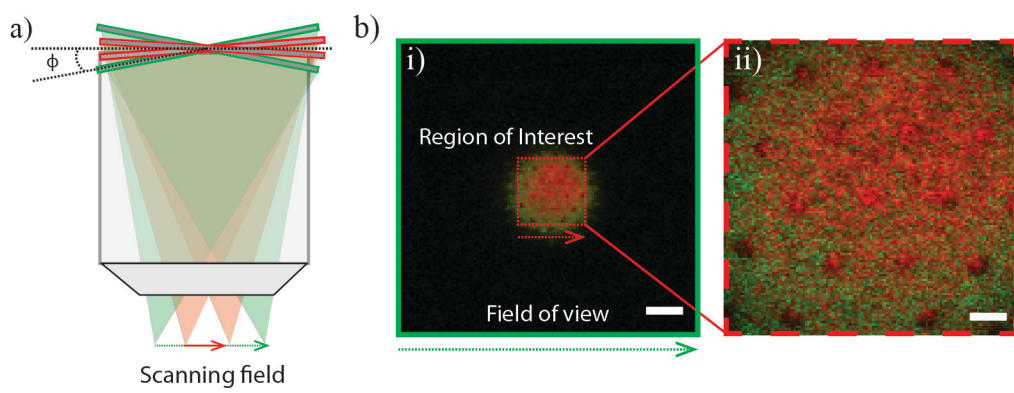 a)
ϕ
Scanning field
b)
i)
Region of Interest
Field of view
ii)